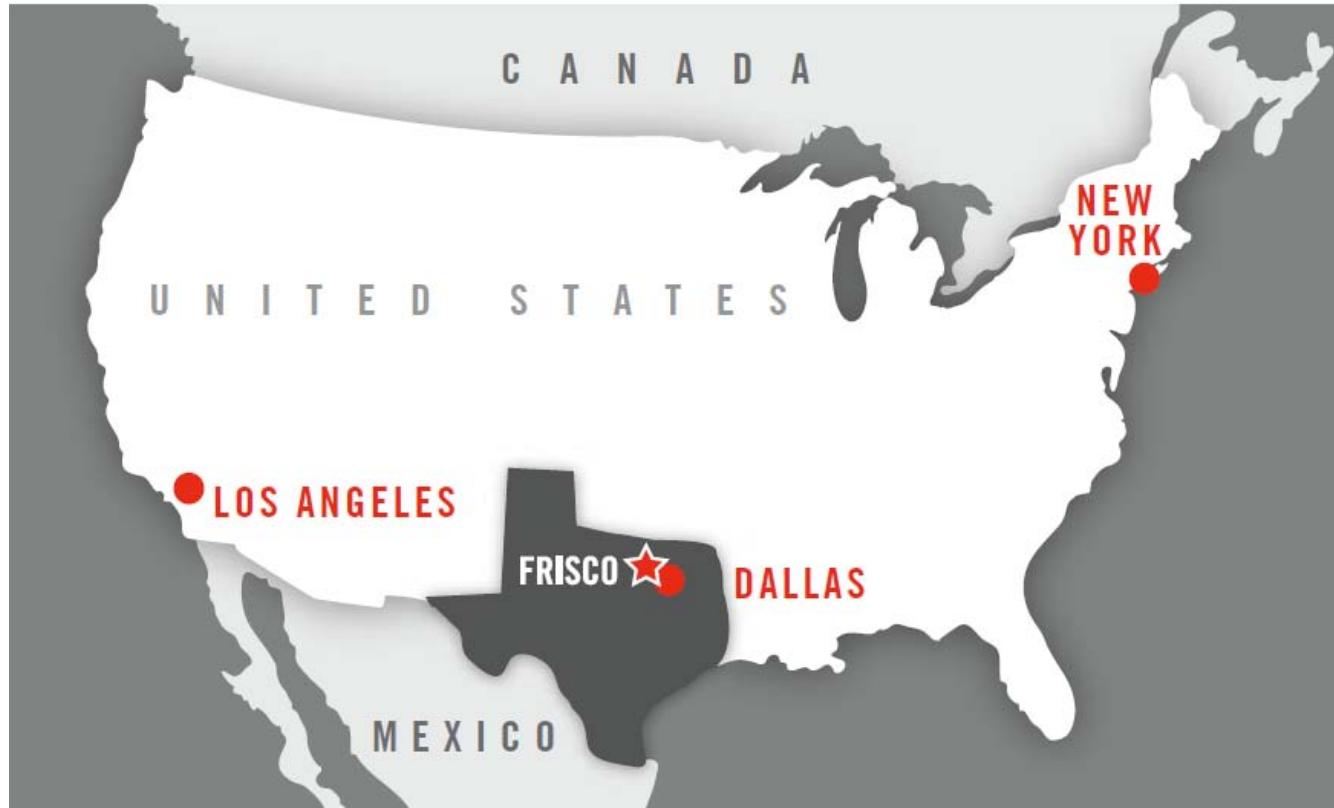 CANADA
NEW
YORK
UNITED STATES
LOS ANGELES
FRISCO
DALLAS
MEXICO